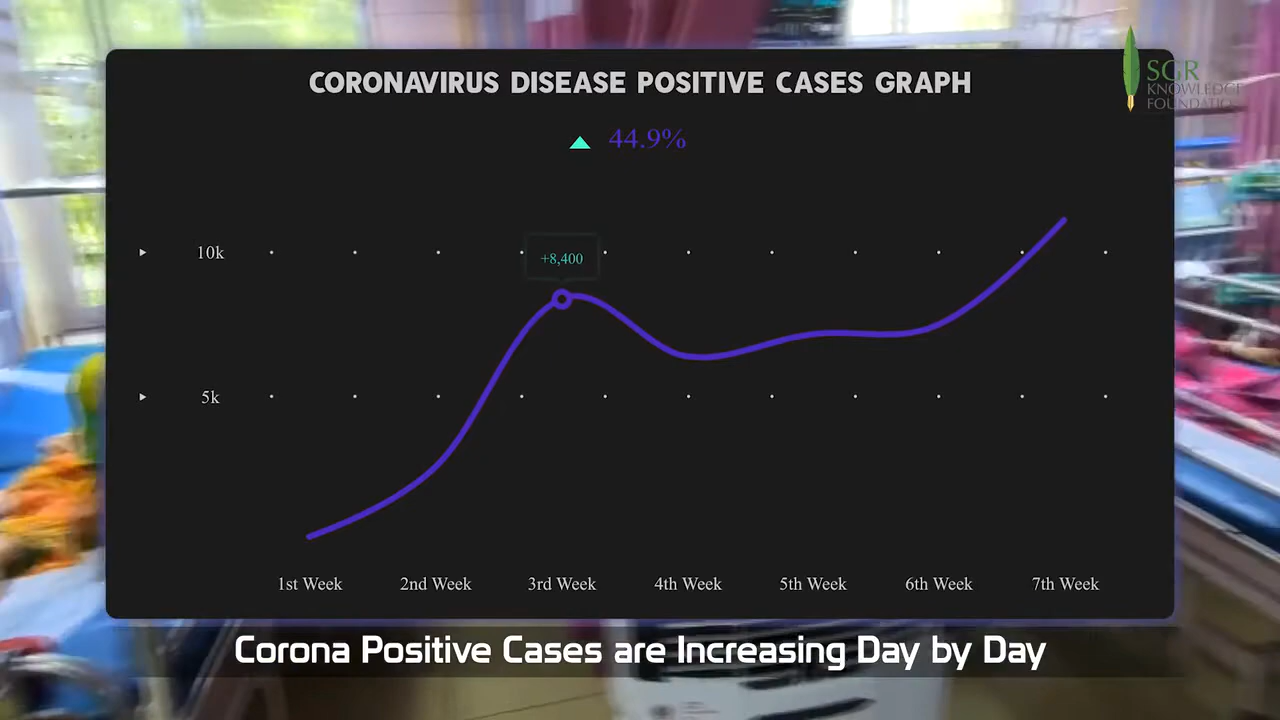 CORONAVIRUS DISEASE POSITIVE CASES GRAPH
SGR
KNOWLEDGE
FOUNDATION
44.9%
10k
+8,400
5k
1st Week 2nd Week 3rd Week 4th Week 5th Week 6th Week 7th Week
Corona Positive Cases are Increasing Day by Day